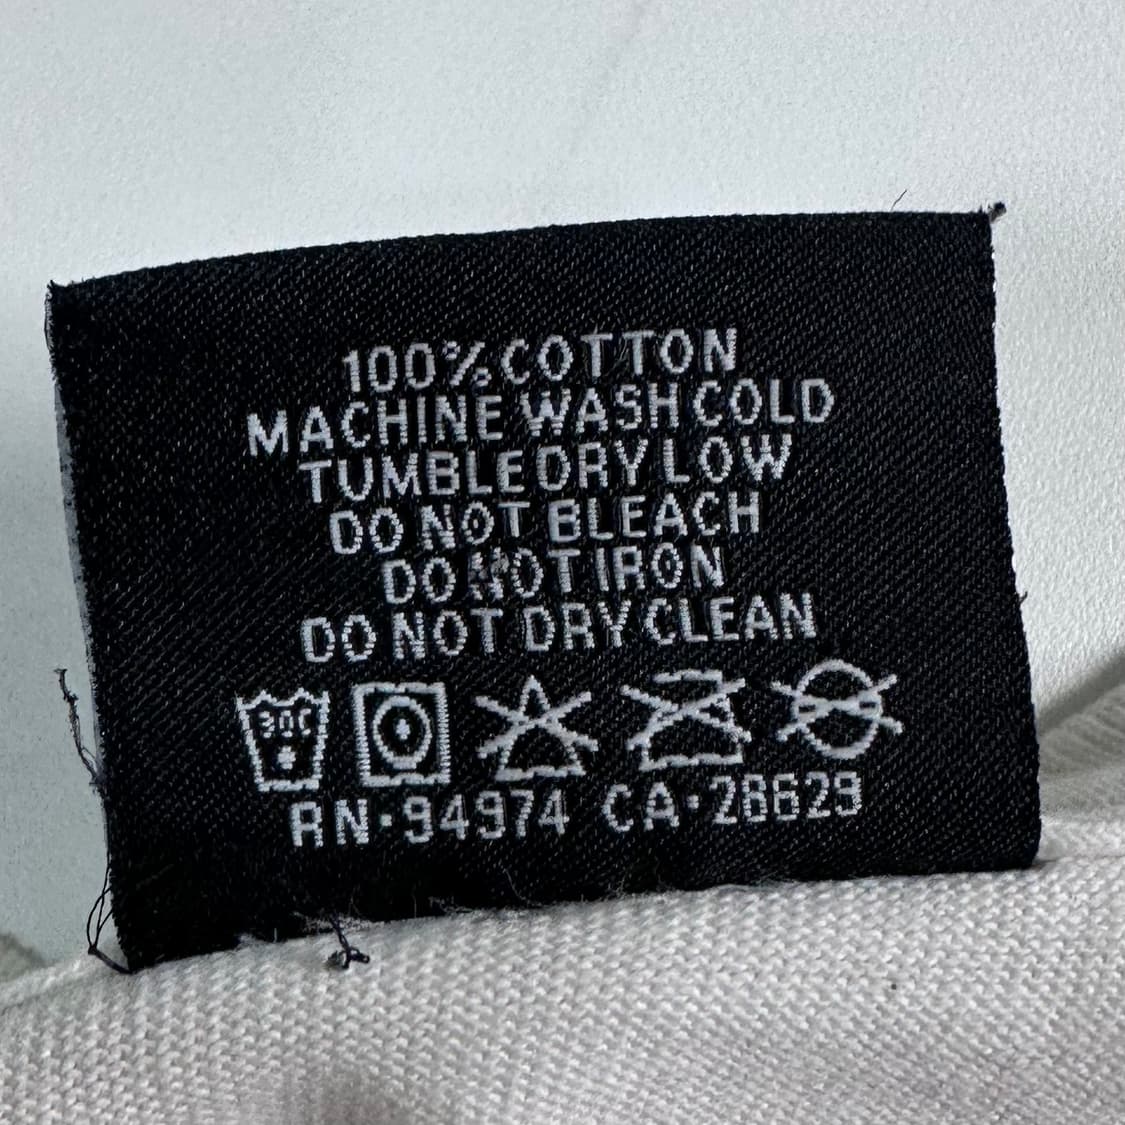 100% COTTON
MACHINE WASH COLD
TUMBLE DRY LOW
DO NOT BLEACH
DO NOT IRON
DO NOT DRY CLEAN
30C
RN·94974 CA·28629